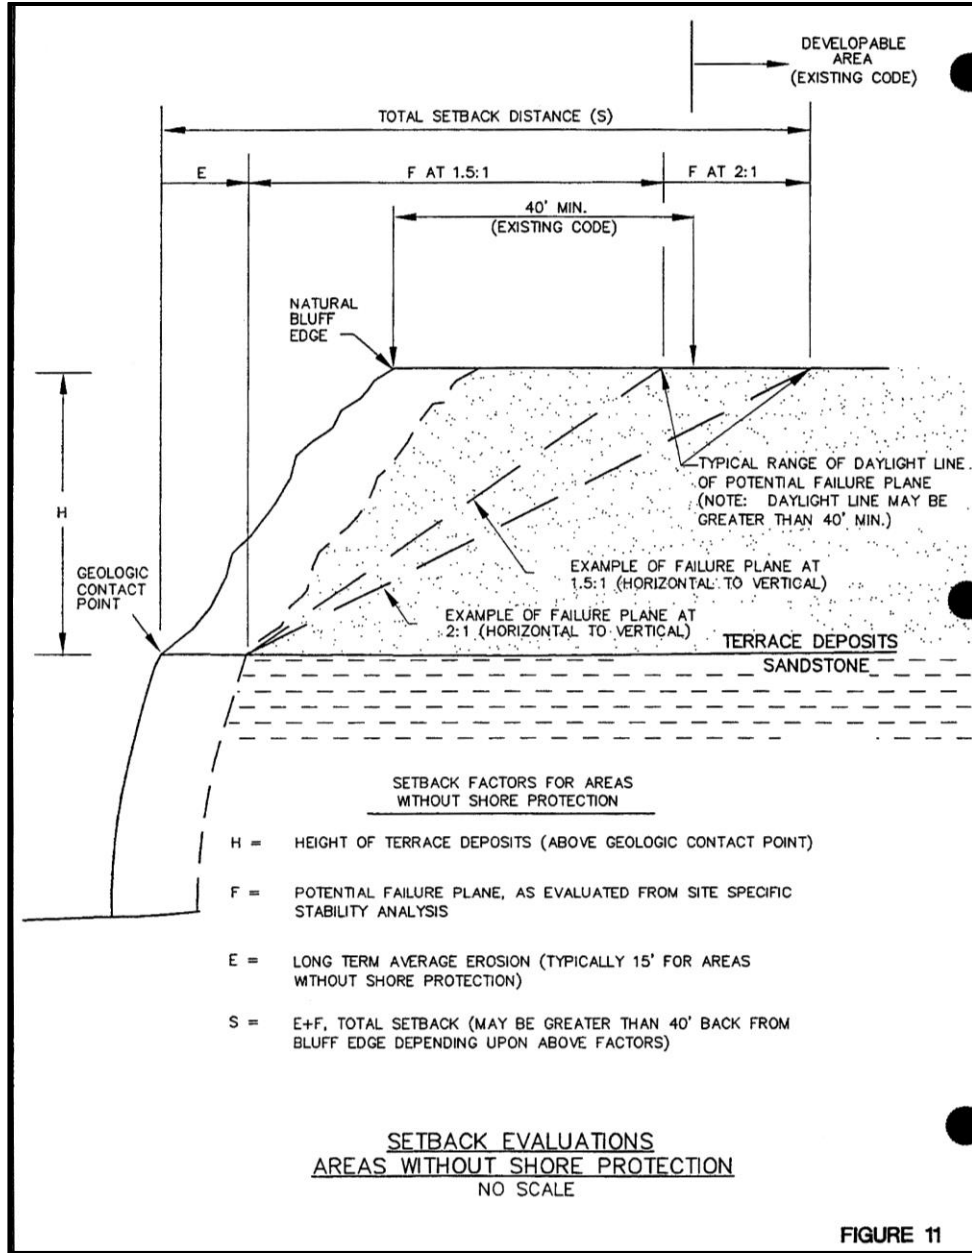 DEVELOPABLE
AREA
(EXISTING CODE)
TOTAL SETBACK DISTANCE (S)
E
F AT 1.5:1
F AT 2:1
40' MIN.
(EXISTING CODE)
NATURAL
BLUFF
EDGE
H
TYPICAL RANGE OF DAYLIGHT LINE
OF POTENTIAL FAILURE PLANE
(NOTE: DAYLIGHT LINE MAY BE
GREATER THAN 40' MIN.)
GEOLOGIC
CONTACT
POINT
EXAMPLE OF FAILURE PLANE AT
1.5:1 (HORIZONTAL TO VERTICAL)
EXAMPLE OF FAILURE PLANE AT
2:1 (HORIZONTAL TO VERTICAL)
TERRACE DEPOSITS
SANDSTONE
SETBACK FACTORS FOR AREAS
WITHOUT SHORE PROTECTION
H = HEIGHT OF TERRACE DEPOSITS (ABOVE GEOLOGIC CONTACT POINT)
F = POTENTIAL FAILURE PLANE, AS EVALUATED FROM SITE SPECIFIC
STABILITY ANALYSIS
E = LONG TERM AVERAGE EROSION (TYPICALLY 15' FOR AREAS
WITHOUT SHORE PROTECTION)
S = E+F, TOTAL SETBACK (MAY BE GREATER THAN 40' BACK FROM
BLUFF EDGE DEPENDING UPON ABOVE FACTORS)
SETBACK EVALUATIONS
AREAS WITHOUT SHORE PROTECTION
NO SCALE
FIGURE 11